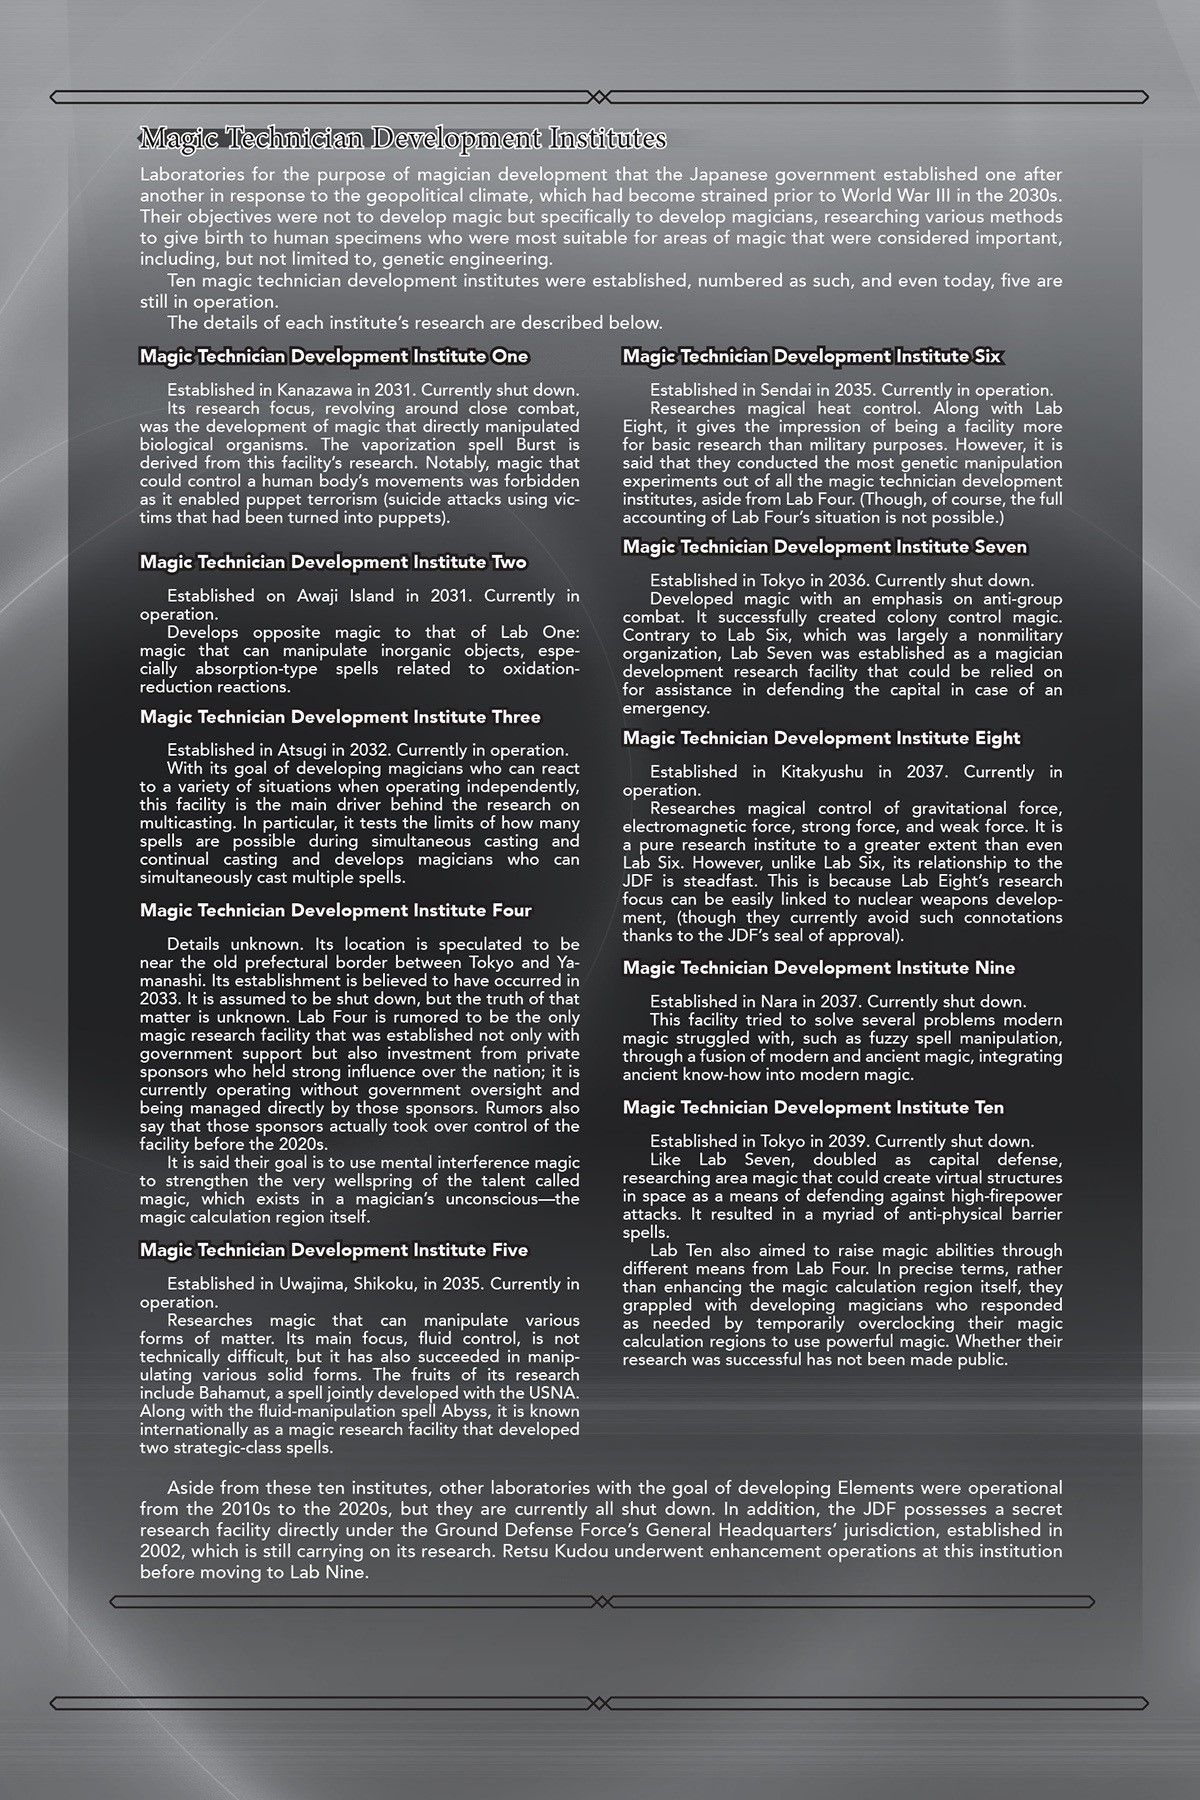 Magic Technician Development Institutes
Laboratories for the purpose of magician development that the Japanese government established one after
another in response to the geopolitical climate, which had become strained prior to World War III in the 2030s.
Their objectives were not to develop magic but specifically to develop magicians, researching various methods
to give birth to human specimens who were most suitable for areas of magic that were considered important,
including, but not limited to, genetic engineering.
Ten magic technician development institutes were established, numbered as such, and even today, five are
still in operation.
The details of each institute's research are described below.
Magic Technician Development Institute One
Established in Kanazawa in 2031. Currently shut down.
Its research focus, revolving around close combat,
was the development of magic that directly manipulated
biological organisms. The vaporization spell Burst is
derived from this facility's research. Notably, magic that
could control a human body's movements was forbidden
as it enabled puppet terrorism (suicide attacks using vic-
tims that had been turned into puppets).
Magic Technician Development Institute Two
Established on Awaji Island in 2031. Currently in
operation.
Develops opposite magic to that of Lab One:
magic that can manipulate inorganic objects, espe-
cially absorption-type spells related to oxidation-
reduction reactions.
Magic Technician Development Institute Three
Established in Atsugi in 2032. Currently in operation.
With its goal of developing magicians who can react
to a variety of situations when operating independently,
this facility is the main driver behind the research on
multicasting. In particular, it tests the limits of how many
spells are possible during simultaneous casting and
continual casting and develops magicians who can
simultaneously cast multiple spells.
Magic Technician Development Institute Four
Details unknown. Its location is speculated to be
near the old prefectural border between Tokyo and Ya-
manashi. Its establishment is believed to have occurred in
2033. It is assumed to be shut down, but the truth of that
matter is unknown. Lab Four is rumored to be the only
magic research facility that was established not only with
government support but also investment from private
sponsors who held strong influence over the nation; it is
currently operating without government oversight and
being managed directly by those sponsors. Rumors also
say that those sponsors actually took over control of the
facility before the 2020s.
It is said their goal is to use mental interference magic
to strengthen the very wellspring of the talent called
magic, which exists in a magician's unconscious—the
magic calculation region itself.
Magic Technician Development Institute Five
Established in Uwajima, Shikoku, in 2035. Currently in
operation.
Researches magic that can manipulate various
forms of matter. Its main focus, fluid control, is not
technically difficult, but it has also succeeded in manip-
ulating various solid forms. The fruits of its research
include Bahamut, a spell jointly developed with the USNA.
Along with the fluid-manipulation spell Abyss, it is known
internationally as a magic research facility that developed
two strategic-class spells.
Magic Technician Development Institute Six
Established in Sendai in 2035. Currently in operation.
Researches magical heat control. Along with Lab
Eight, it gives the impression of being a facility more
for basic research than military purposes. However, it is
said that they conducted the most genetic manipulation
experiments out of all the magic technician development
institutes, aside from Lab Four. (Though, of course, the full
accounting of Lab Four's situation is not possible.)
Magic Technician Development Institute Seven
Established in Tokyo in 2036. Currently shut down.
Developed magic with an emphasis on anti-group
combat. It successfully created colony control magic.
Contrary to Lab Six, which was largely a nonmilitary
organization, Lab Seven was established as a magician
development research facility that could be relied on
for assistance in defending the capital in case of an
emergency.
Magic Technician Development Institute Eight
Established in Kitakyushu in 2037. Currently in
operation.
Researches magical control of gravitational force,
electromagnetic force, strong force, and weak force. It is
a pure research institute to a greater extent than even
Lab Six. However, unlike Lab Six, its relationship to the
JDF is steadfast. This is because Lab Eight's research
focus can be easily linked to nuclear weapons develop-
ment, (though they currently avoid such connotations
thanks to the JDF's seal of approval).
Magic Technician Development Institute Nine
Established in Nara in 2037. Currently shut down.
This facility tried to solve several problems modern
magic struggled with, such as fuzzy spell manipulation,
through a fusion of modern and ancient magic, integrating
ancient know-how into modern magic.
Magic Technician Development Institute Ten
Established in Tokyo in 2039. Currently shut down.
Like Lab Seven, doubled as capital defense,
researching area magic that could create virtual structures
in space as a means of defending against high-firepower
attacks. It resulted in a myriad of anti-physical barrier
spells.
Lab Ten also aimed to raise magic abilities through
different means from Lab Four. In precise terms, rather
than enhancing the magic calculation region itself, they
grappled with developing magicians who responded
as needed by temporarily overclocking their magic
calculation regions to use powerful magic. Whether their
research was successful has not been made public.
Aside from these ten institutes, other laboratories with the goal of developing Elements were operational
from the 2010s to the 2020s, but they are currently all shut down. In addition, the JDF possesses a secret
research facility directly under the Ground Defense Force's General Headquarters' jurisdiction, established in
2002, which is still carrying on its research. Retsu Kudou underwent enhancement operations at this institution
before moving to Lab Nine.